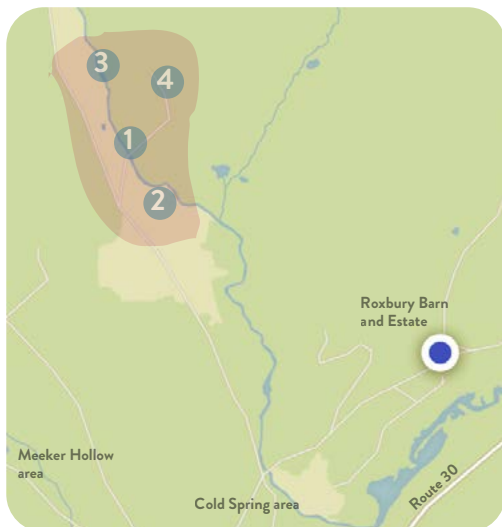 3
4
1
2
Roxbury Barn
and Estate
Meeker Hollow
area
Cold Spring area
Route 30